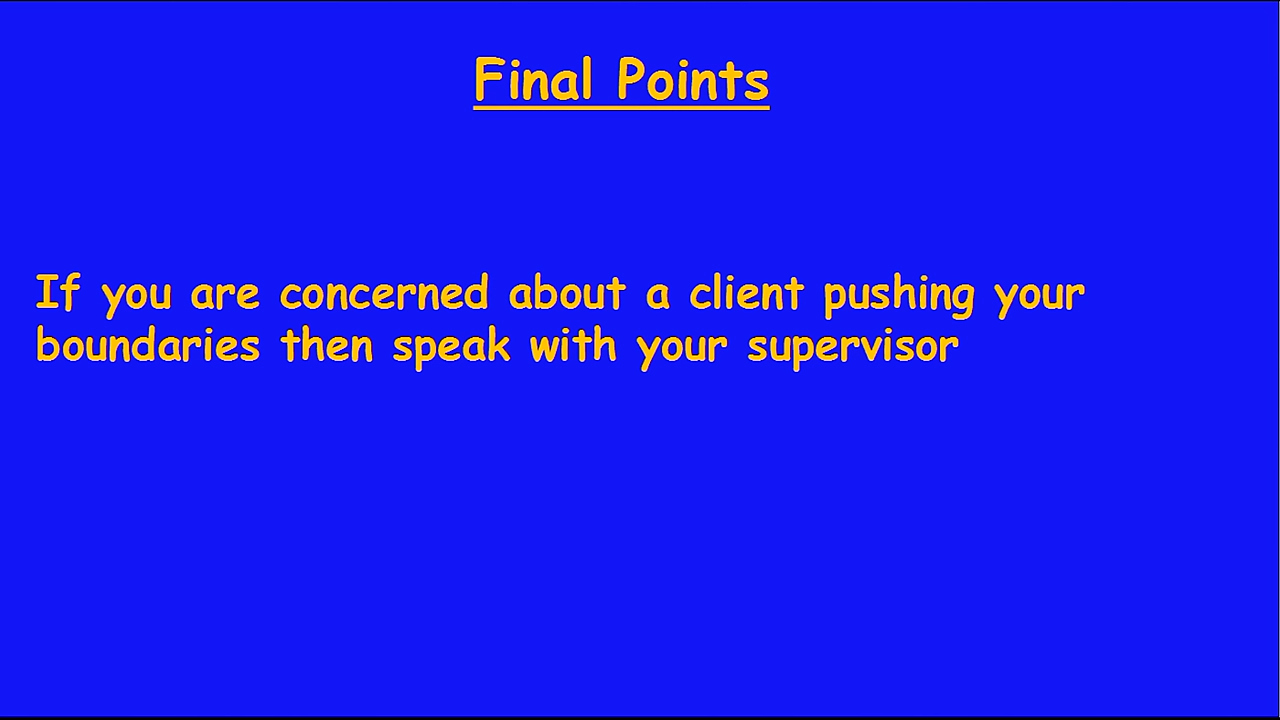 Final Points
If you are concerned about a client pushing your
boundaries then speak with your supervisor